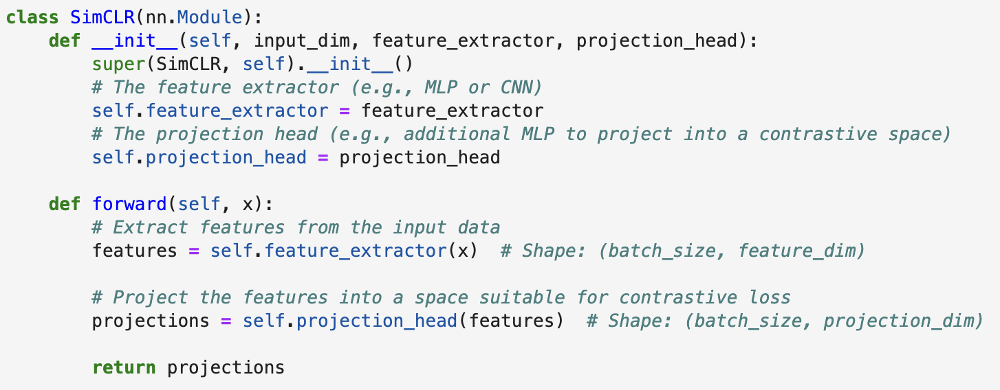 class SimCLR(nn.Module):
    def __init__(self, input_dim, feature_extractor, projection_head):
        super(SimCLR, self).__init__()
        # The feature extractor (e.g., MLP or CNN)
        self.feature_extractor = feature_extractor
        # The projection head (e.g., additional MLP to project into a contrastive space)
        self.projection_head = projection_head

    def forward(self, x):
        # Extract features from the input data
        features = self.feature_extractor(x)  # Shape: (batch_size, feature_dim)

        # Project the features into a space suitable for contrastive loss
        projections = self.projection_head(features)  # Shape: (batch_size, projection_dim)

        return projections